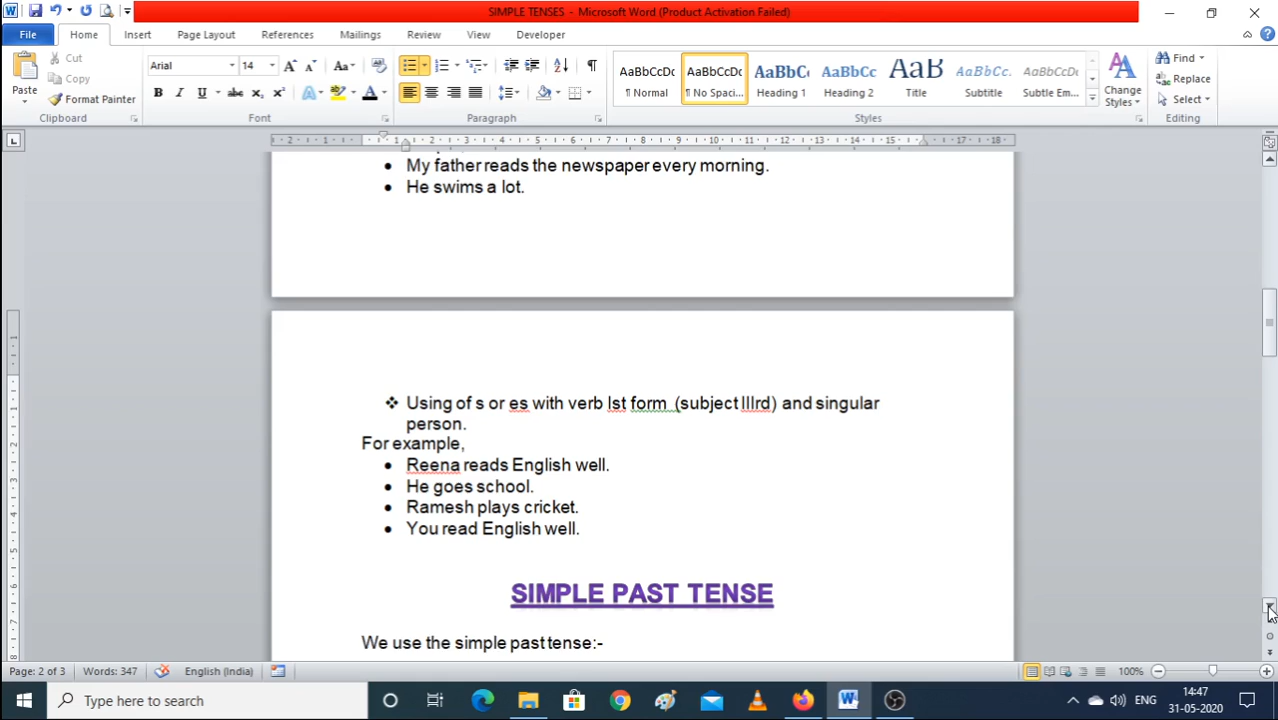 SIMPLE TENSES - Microsoft Word (Product Activation Failed)
File Home Insert Page Layout References Mailings Review View Developer
Paste Cut Copy Format Painter Clipboard
Arial 14 Font
Paragraph
AaBbCcDc ¶ Normal
AaBbCcDc ¶ No Spaci...
AaBbC Heading 1
AaBbCc Heading 2
AaB Title
AaBbCc. Subtitle
AaBbCcDc Subtle Em...
Change Styles Styles
Find Replace Select Editing
• My father reads the newspaper every morning.
• He swims a lot.
❖ Using of s or es with verb Ist form (subject IIIrd) and singular
person.
For example,
• Reena reads English well.
• He goes school.
• Ramesh plays cricket.
• You read English well.
SIMPLE PAST TENSE
We use the simple past tense:-
Page: 2 of 3 Words: 347 English (India) 100%
Type here to search ENG 14:47
31-05-2020